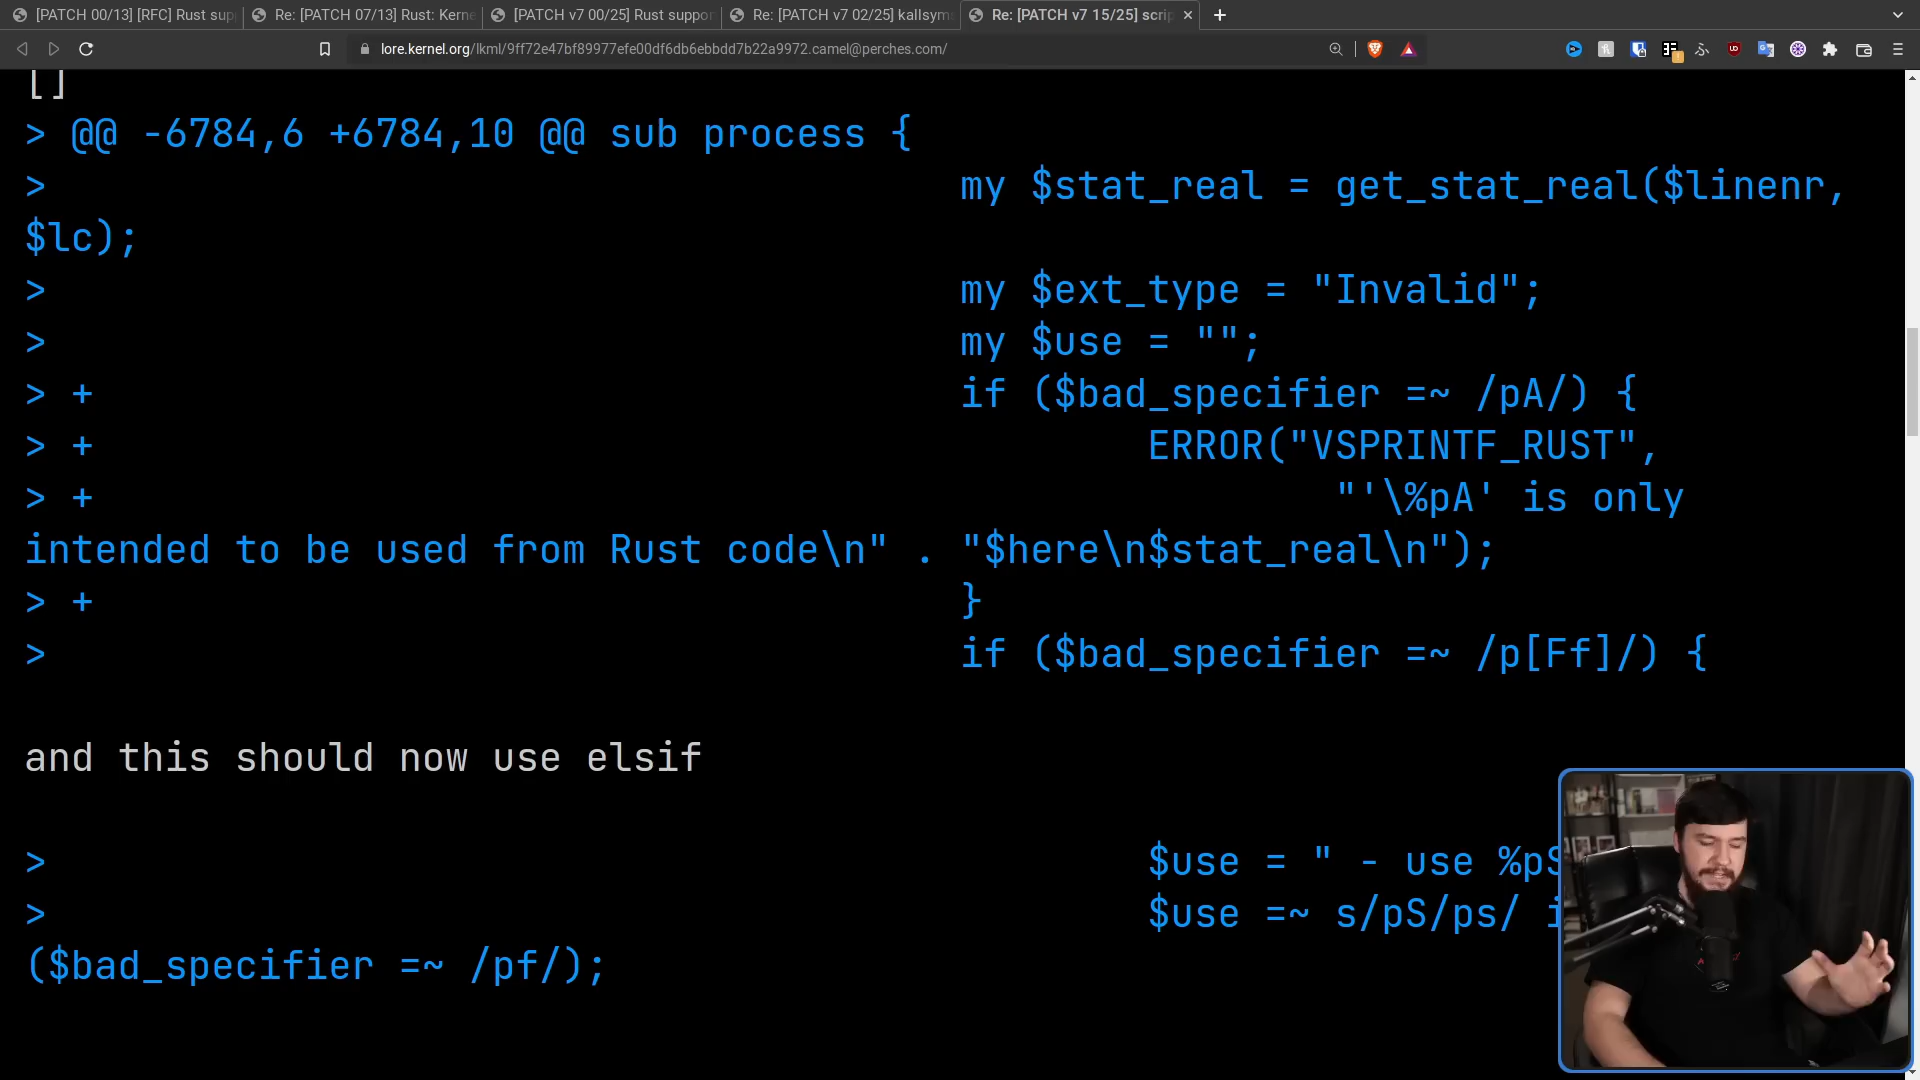 [PATCH 00/13] [RFC] Rust sup
Re: [PATCH 07/13] Rust: Kerne
[PATCH v7 00/25] Rust suppor
Re: [PATCH v7 02/25] kallsyms
Re: [PATCH v7 15/25] scrip
lore.kernel.org/lkml/9ff72e47bf89977efe00df6db6ebbdd7b22a9972.camel@perches.com/
[]
> @@ -6784,6 +6784,10 @@ sub process {
> my $stat_real = get_stat_real($linenr,
$lc);
> my $ext_type = "Invalid";
> my $use = "";
> + if ($bad_specifier =~ /pA/) {
> + ERROR("VSPRINTF_RUST",
> + "'\%pA' is only
intended to be used from Rust code\n" . "$here\n$stat_real\n");
> + }
> if ($bad_specifier =~ /p[Ff]/) {
and this should now use elsif
> $use = " - use %pS
> $use =~ s/pS/ps/ i
($bad_specifier =~ /pf/);